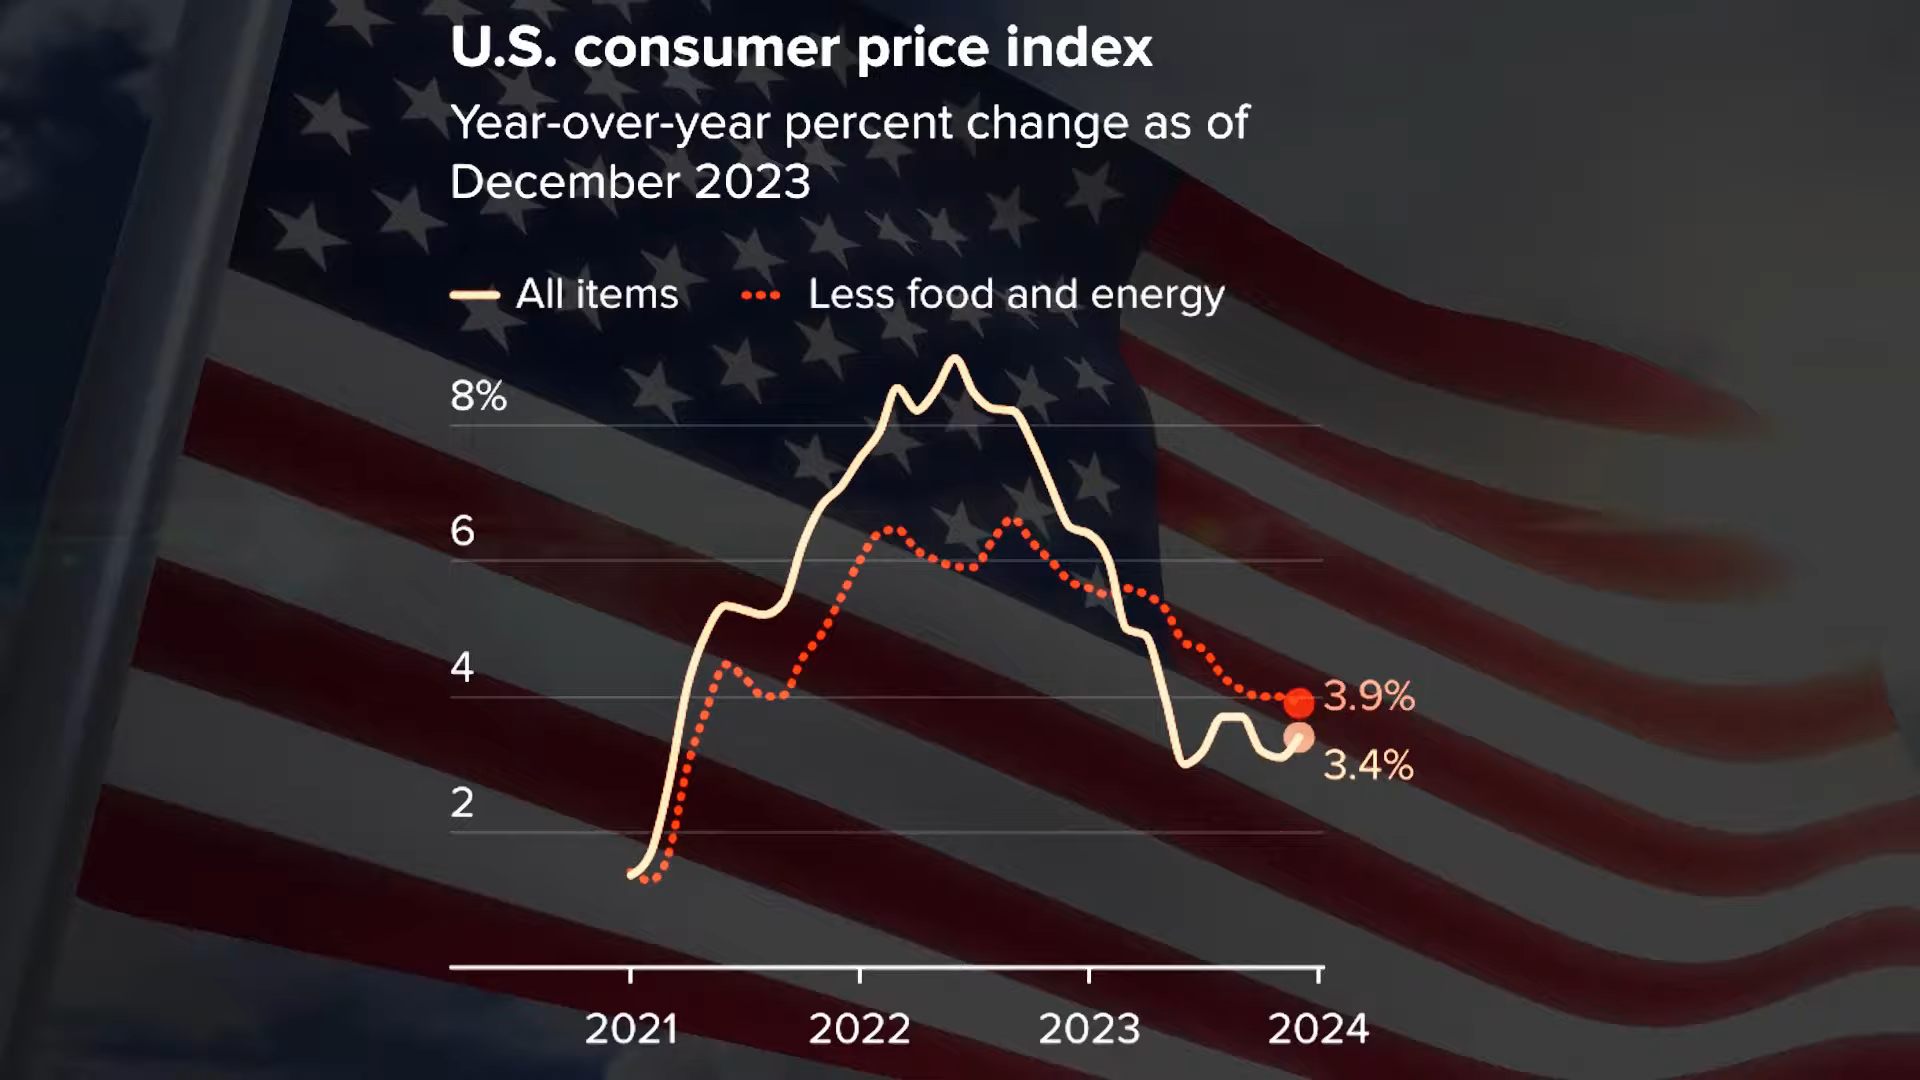 U.S. consumer price index
Year-over-year percent change as of
December 2023
All items Less food and energy
8%
6
4
3.9%
3.4%
2
2021 2022 2023 2024